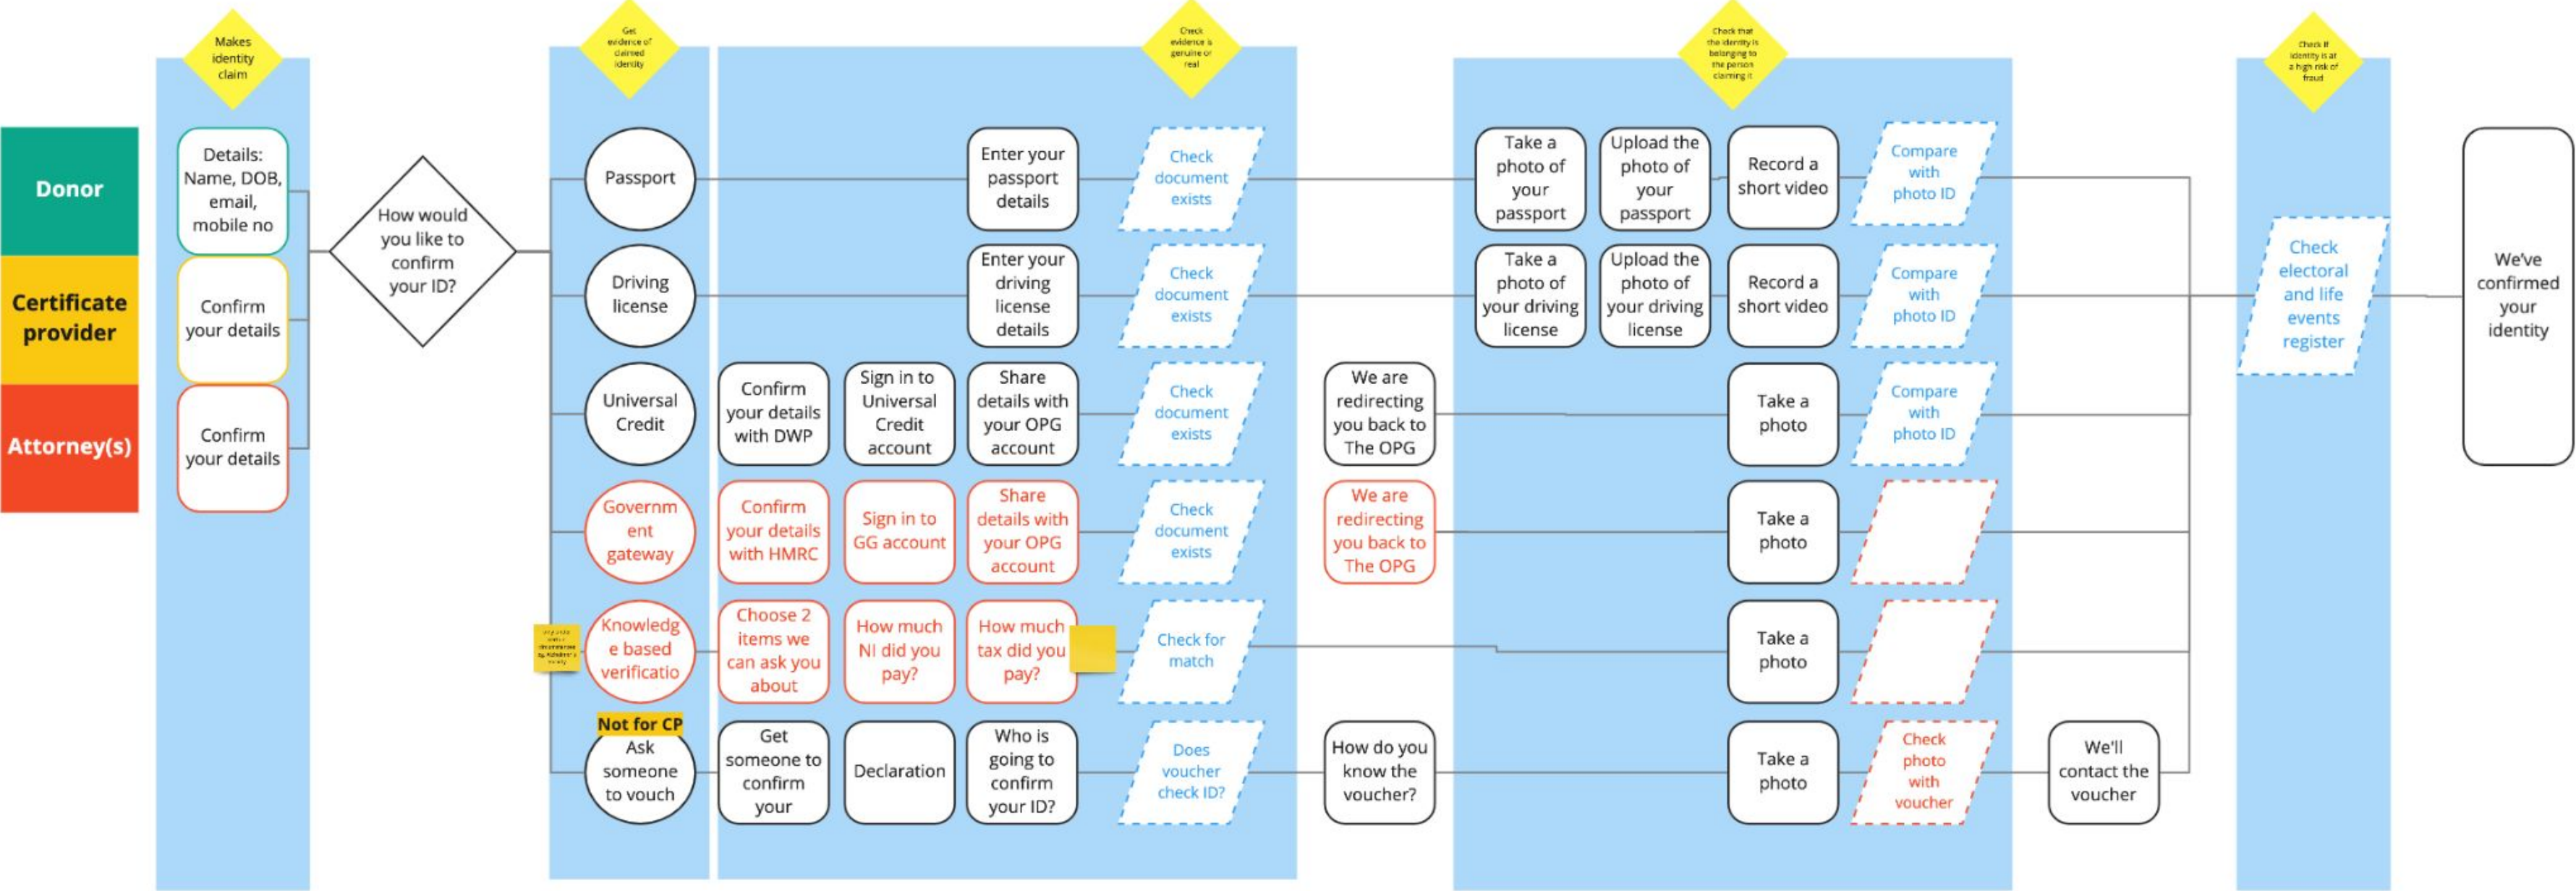 Makes
identity
claim
Get
evidence of
claimed
identity
Check
evidence is
genuine or
real
Check that
the identity is
belonging to
the person
claiming it
Check if
identity is at
a high risk of
fraud
Donor
Certificate
provider
Attorney(s)
Details:
Name, DOB,
email,
mobile no
Confirm
your details
Confirm
your details
How would
you like to
confirm
your ID?
Passport
Enter your
passport
details
Check
document
exists
Take a
photo of
your
passport
Upload the
photo of
your
passport
Record a
short video
Compare
with
photo ID
Driving
license
Enter your
driving
license
details
Check
document
exists
Take a
photo of
your driving
license
Upload the
photo of
your driving
license
Record a
short video
Compare
with
photo ID
Universal
Credit
Confirm
your details
with DWP
Sign in to
Universal
Credit
account
Share
details with
your OPG
account
Check
document
exists
We are
redirecting
you back to
The OPG
Take a
photo
Compare
with
photo ID
Governm
ent
gateway
Confirm
your details
with HMRC
Sign in to
GG account
Share
details with
your OPG
account
Check
document
exists
We are
redirecting
you back to
The OPG
Take a
photo
Knowledg
e based
verificatio
Choose 2
items we
can ask you
about
How much
NI did you
pay?
How much
tax did you
pay?
Check for
match
Take a
photo
Not for CP
Ask
someone
to vouch
Get
someone to
confirm
your
Declaration
Who is
going to
confirm
your ID?
Does
voucher
check ID?
How do you
know the
voucher?
Take a
photo
Check
photo
with
voucher
We'll
contact the
voucher
Check
electoral
and life
events
register
We've
confirmed
your
identity